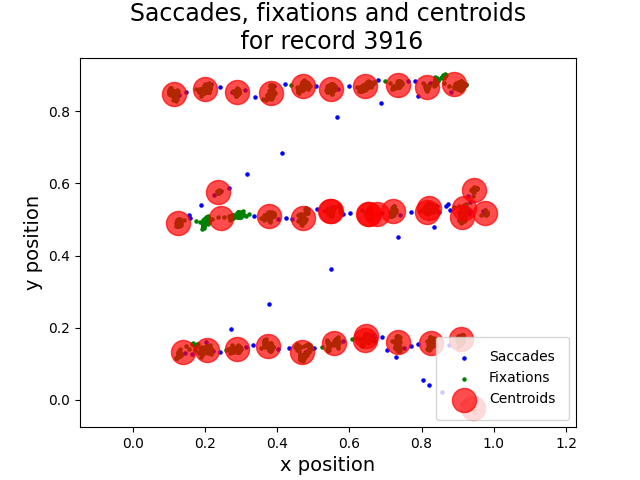 Saccades, fixations and centroids
for record 3916
y position
0.8
0.6
0.4
0.2
0.0
0.0 0.2 0.4 0.6 0.8 1.0 1.2
x position
Saccades
Fixations
Centroids